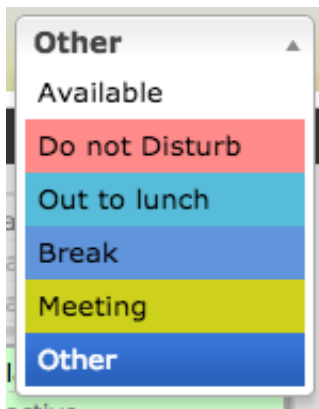 Other
Available
Do not Disturb
Out to lunch
Break
Meeting
Other